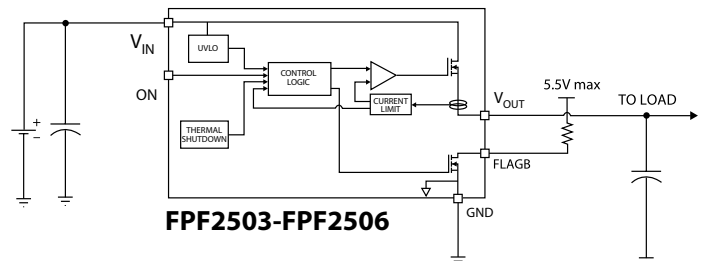 V_IN
UVLO
ON
CONTROL
LOGIC
CURRENT
LIMIT
THERMAL
SHUTDOWN
5.5V max
V_OUT
TO LOAD
FLAGB
GND
+
–
FPF2503-FPF2506